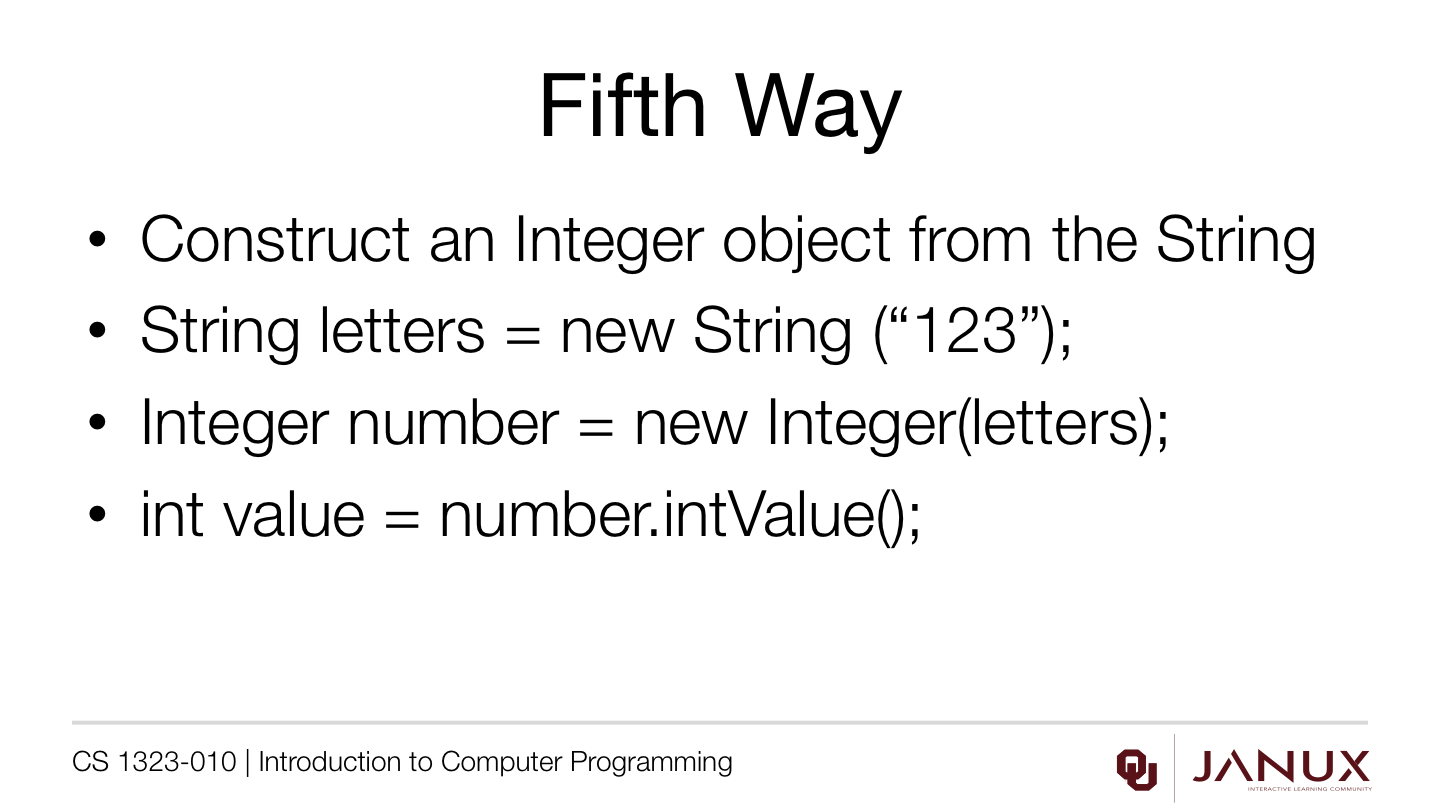 Fifth Way
• Construct an Integer object from the String
• String letters = new String (“123”);
• Integer number = new Integer(letters);
• int value = number.intValue();
CS 1323-010 | Introduction to Computer Programming
OU
JANUX
INTERACTIVE LEARNING COMMUNITY